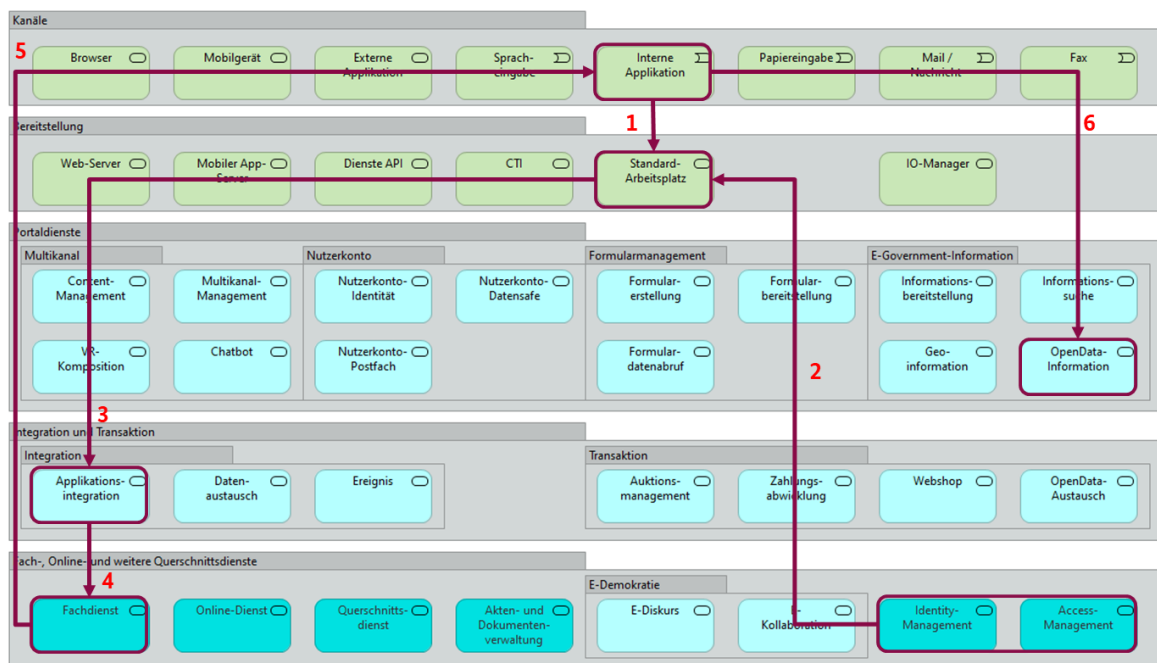 Kanäle
5
Browser
Mobilgerät
Externe
Applikation
Sprach-
eingabe
Interne
Applikation
Papiereingabe
Mail /
Nachricht
Fax
1
6
Bereitstellung
Web-Server
Mobiler App-
Server
Dienste API
CTI
Standard-
Arbeitsplatz
IO-Manager
Portaldienste
Multikanal
Nutzerkonto
Formularmanagement
E-Government-Information
Content-
Management
Multikanal-
Management
Nutzerkonto-
Identität
Nutzerkonto-
Datensafe
Formular-
erstellung
Formular-
bereitstellung
Informations-
bereitstellung
Informations-
suche
VR-
Komposition
Chatbot
Nutzerkonto-
Postfach
Formular-
datenabruf
2
Geo-
information
OpenData-
Information
3
Integration und Transaktion
Integration
Transaktion
Applikations-
integration
Daten-
austausch
Ereignis
Auktions-
management
Zahlungs-
abwicklung
Webshop
OpenData-
Austausch
Fach-, Online- und weitere Querschnittsdienste
4
E-Demokratie
Fachdienst
Online-Dienst
Querschnitts-
dienst
Akten- und
Dokumenten-
verwaltung
E-Diskurs
E-
Kollaboration
Identity-
Management
Access-
Management